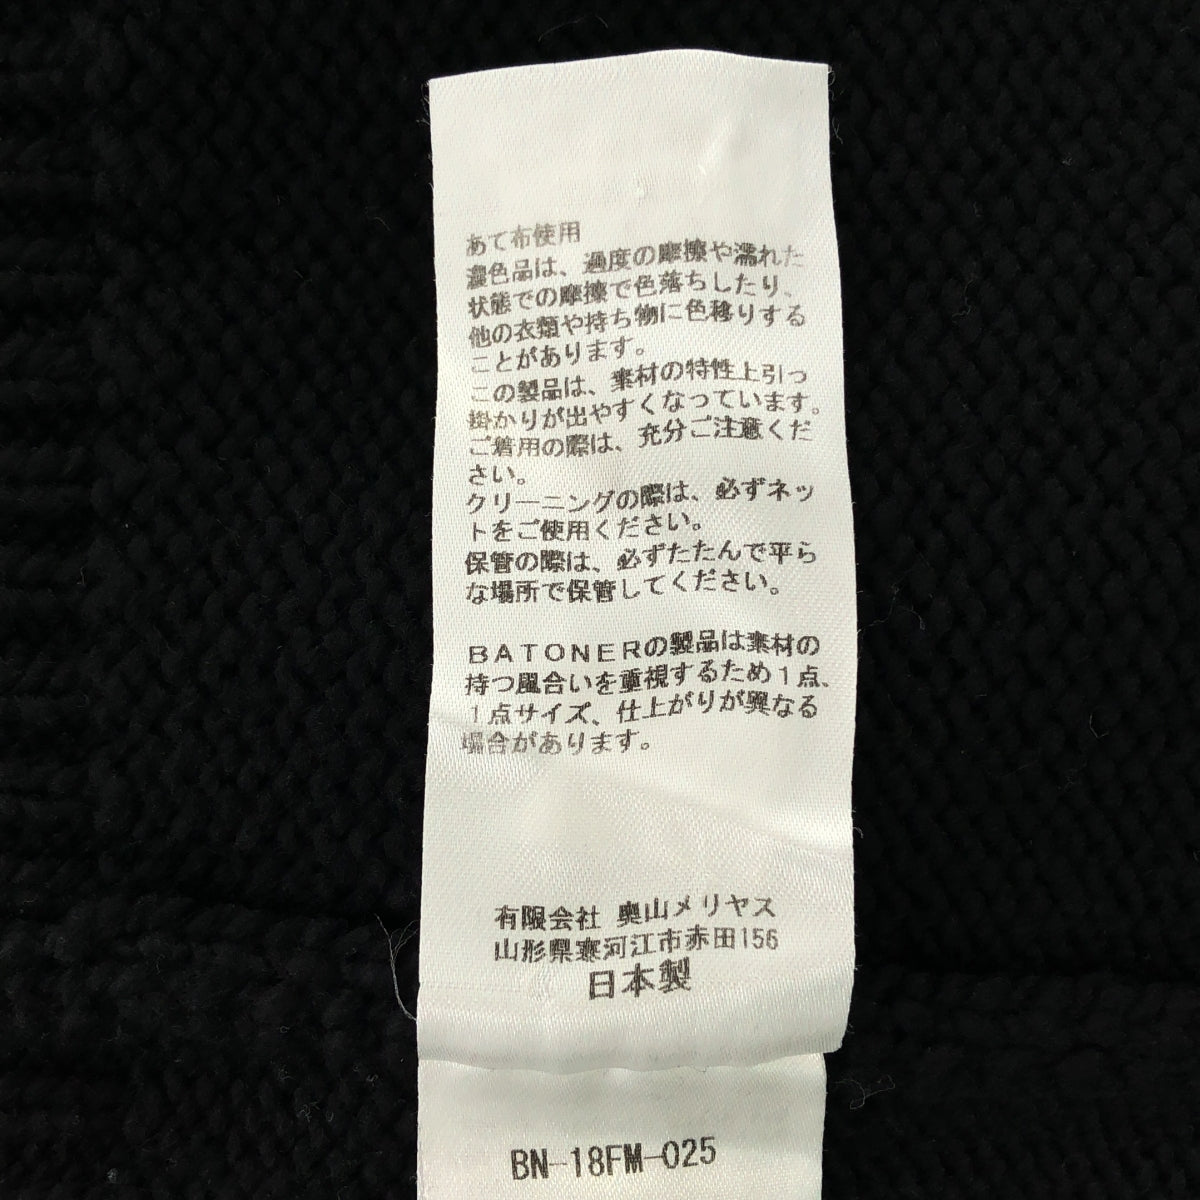 あて布使用
濃色品は、過度の摩擦や濡れた
状態での摩擦で色落ちしたり、
他の衣類や持ち物に色移りする
ことがあります。
この製品は、素材の特性上引っ
掛かりが出やすくなっています。
ご着用の際は、充分ご注意くだ
さい。
クリーニングの際は、必ずネッ
トをご使用ください。
保管の際は、必ずたたんで平ら
な場所で保管してください。
BATONERの製品は素材の
持つ風合いを重視するため1点、
1点サイズ、仕上がりが異なる
場合があります。
有限会社 奥山メリヤス
山形県寒河江市赤田156
日本製
BN-18FM-025